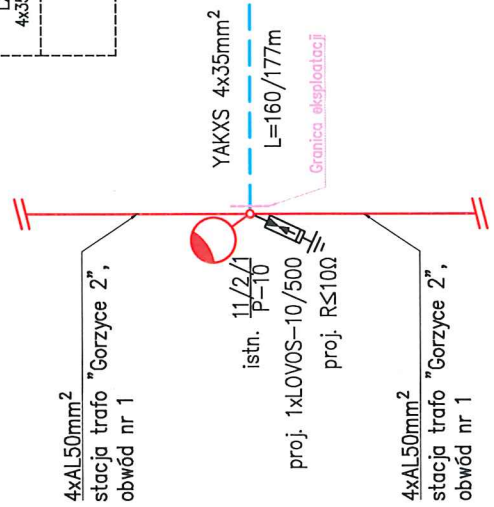 4x35
YAKXS 4x35mm²
L=160/177m
Granica eksploatacji
4xAL50mm²
stacja trafo "Gorzyce 2",
obwód nr 1
istn. 11/2/1
P-10
proj. 1xLOVOS-10/500
proj. R≤10Ω
4xAL50mm²
stacja trafo "Gorzyce 2",
obwód nr 1